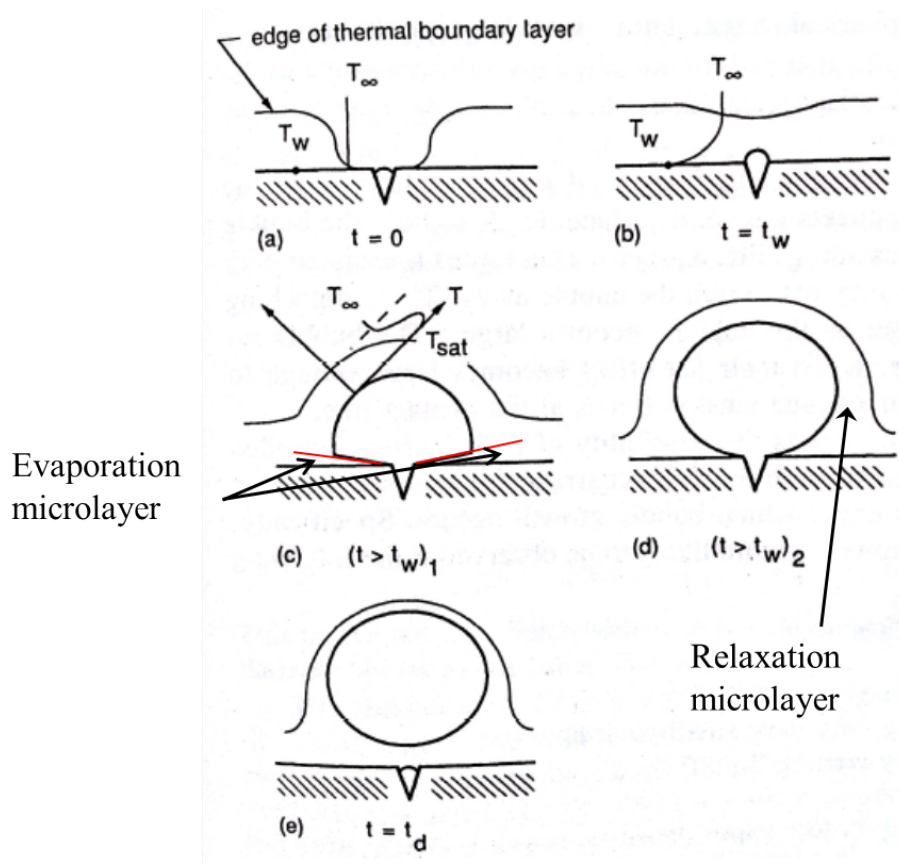 edge of thermal boundary layer
T∞
T∞
Tw
Tw
(a) t = 0
(b) t = tw
T∞
T
Tsat
Evaporation
microlayer
(c) (t > tw)1
(d) (t > tw)2
Relaxation
microlayer
(e) t = td